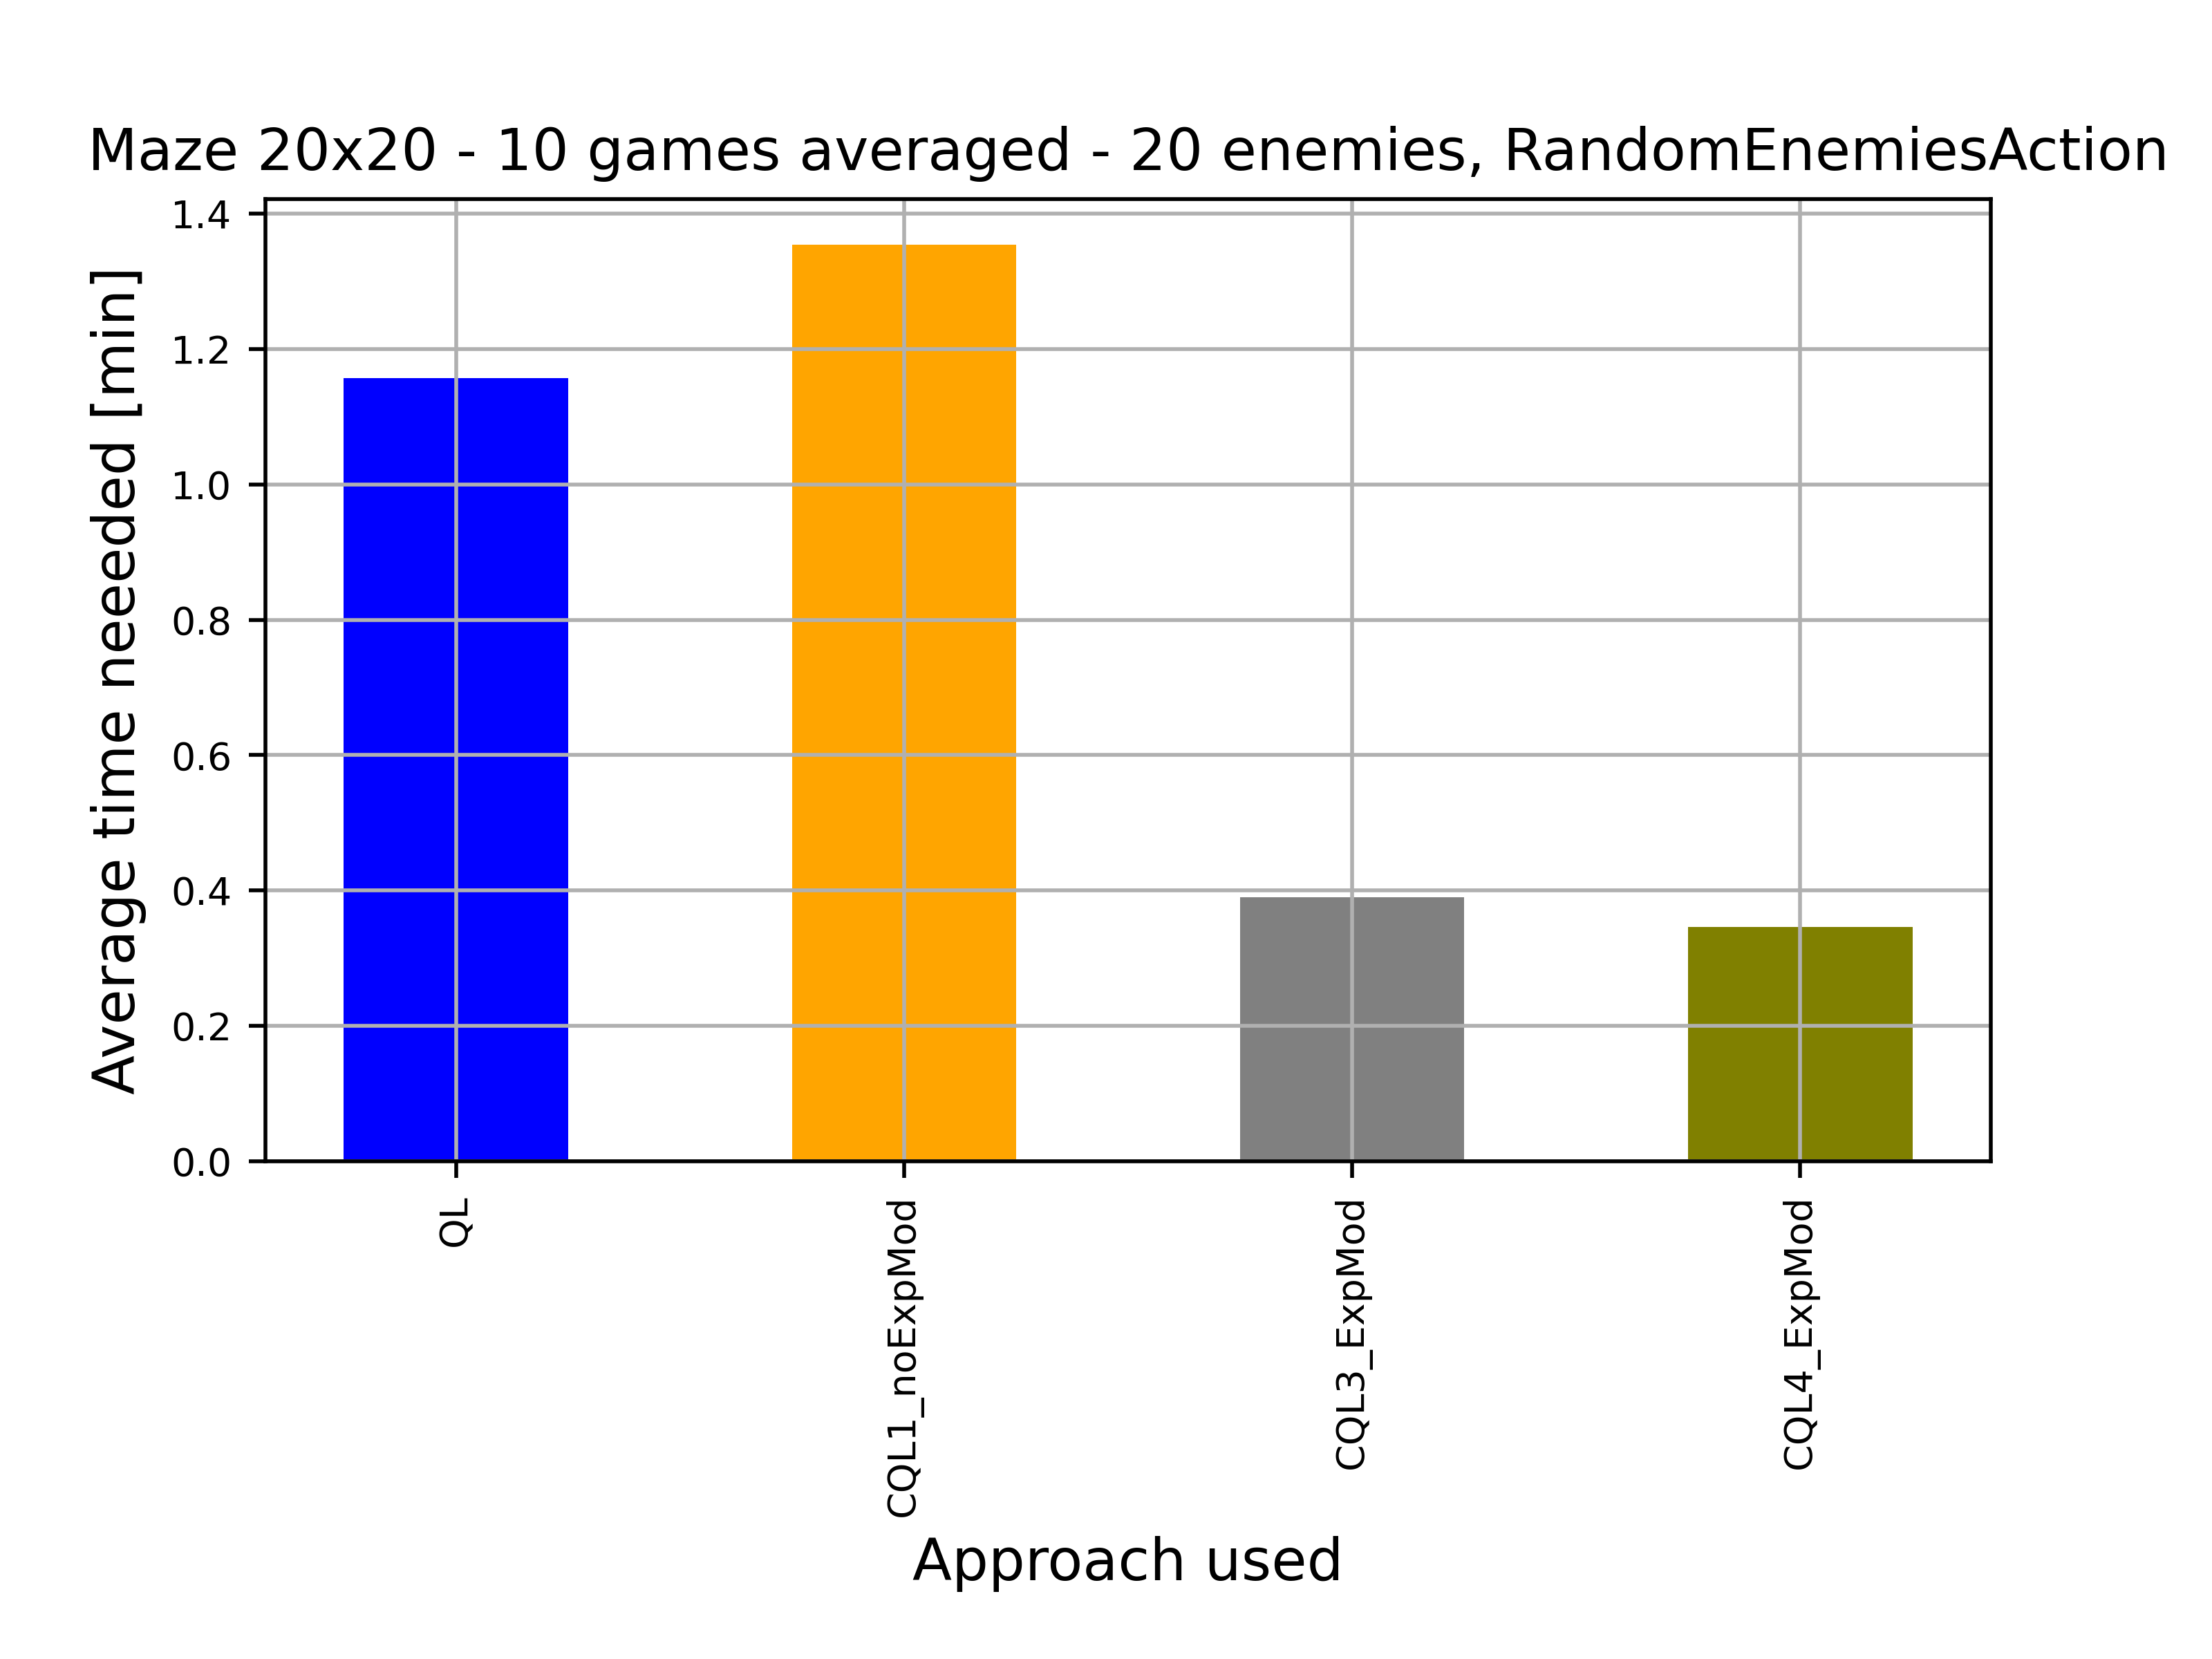 Maze 20x20 - 10 games averaged - 20 enemies, RandomEnemiesAction
Average time needed [min]
1.4
1.2
1.0
0.8
0.6
0.4
0.2
0.0
QL
CQL1_noExpMod
CQL3_ExpMod
CQL4_ExpMod
Approach used